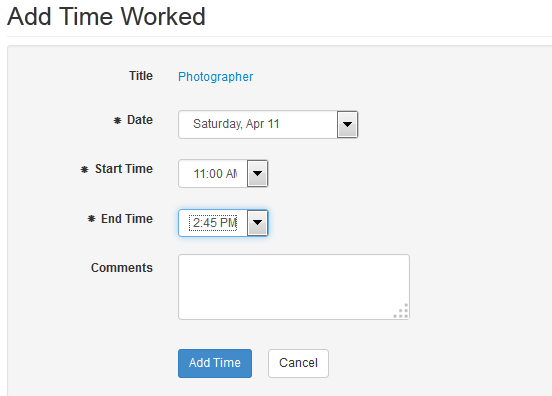 Add Time Worked
Title Photographer
* Date Saturday, Apr 11
* Start Time 11:00 AM
* End Time 2:45 PM
Comments
Add Time Cancel